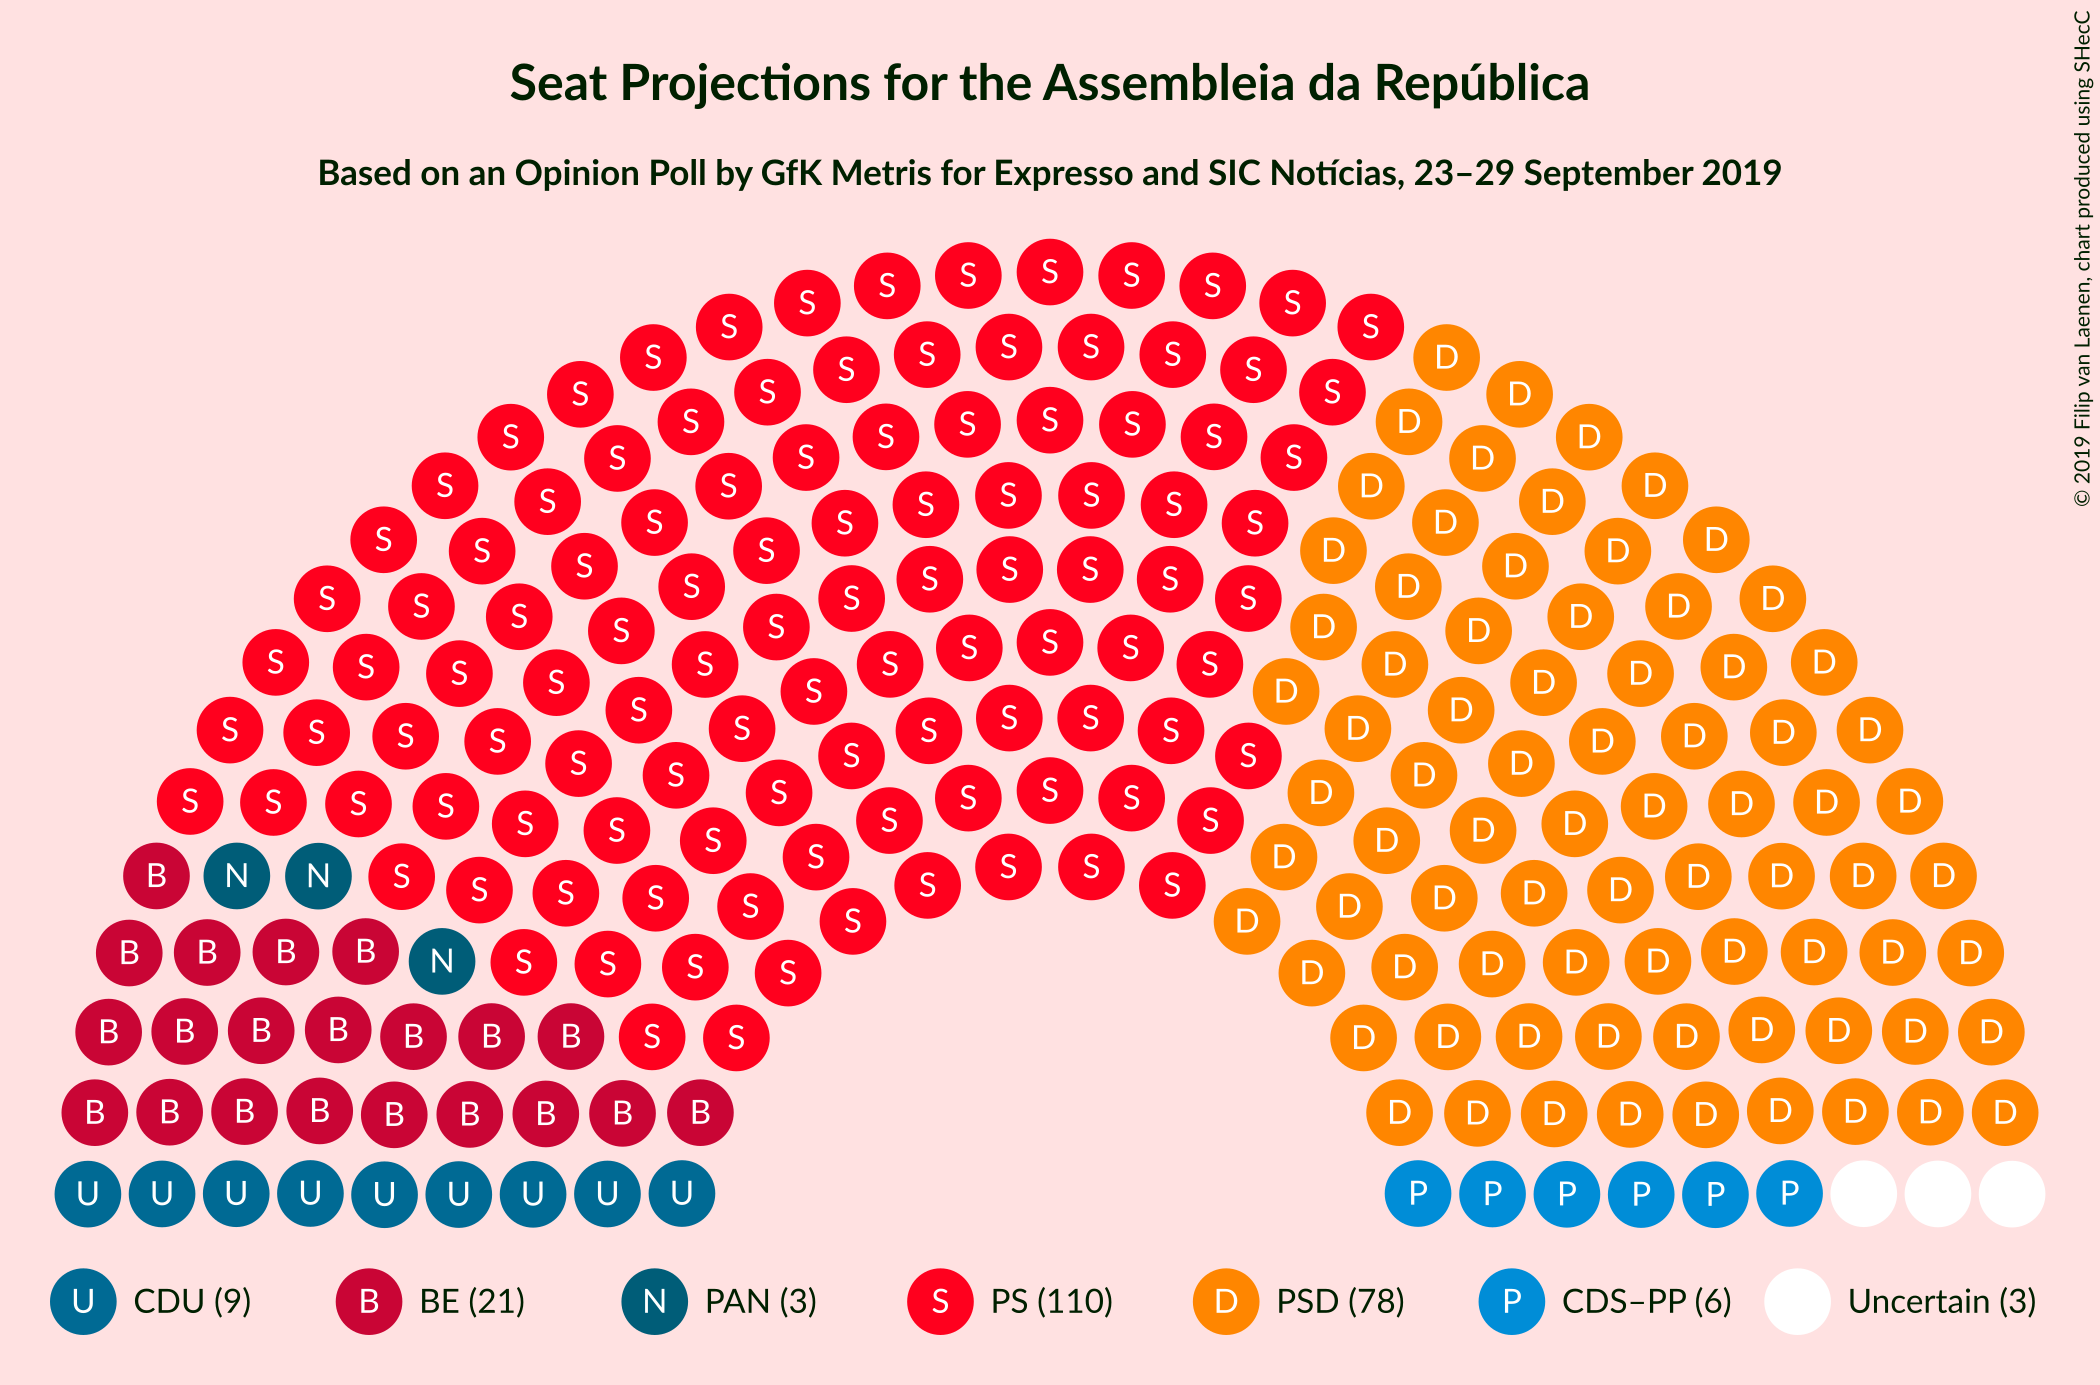 Seat Projections for the Assembleia da República
Based on an Opinion Poll by GfK Metris for Expresso and SIC Notícias, 23–29 September 2019
© 2019 Filip van Laenen, chart produced using SHecC
S S S S S S S S S S S S S S S S S S D D D D D D D D D D D D
U CDU (9) B BE (21) N PAN (3) S PS (110) D PSD (78) P CDS–PP (6) Uncertain (3)